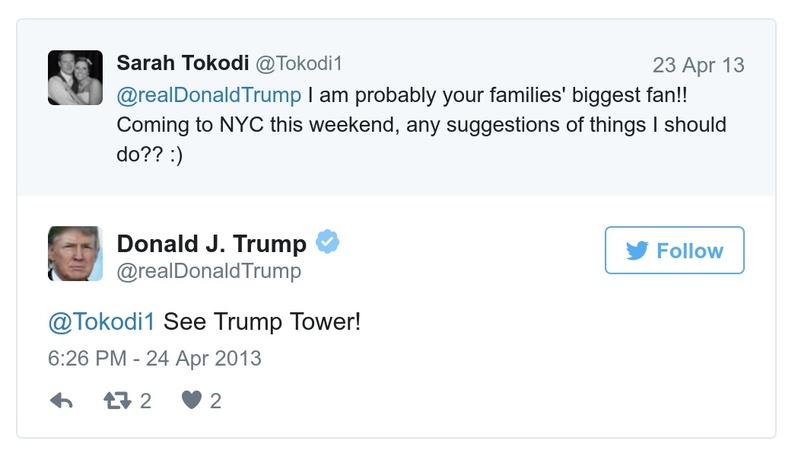 Sarah Tokodi @Tokodi1 23 Apr 13
@realDonaldTrump I am probably your families' biggest fan!!
Coming to NYC this weekend, any suggestions of things I should
do?? :)
Donald J. Trump
@realDonaldTrump
Follow
@Tokodi1 See Trump Tower!
6:26 PM - 24 Apr 2013
2 2